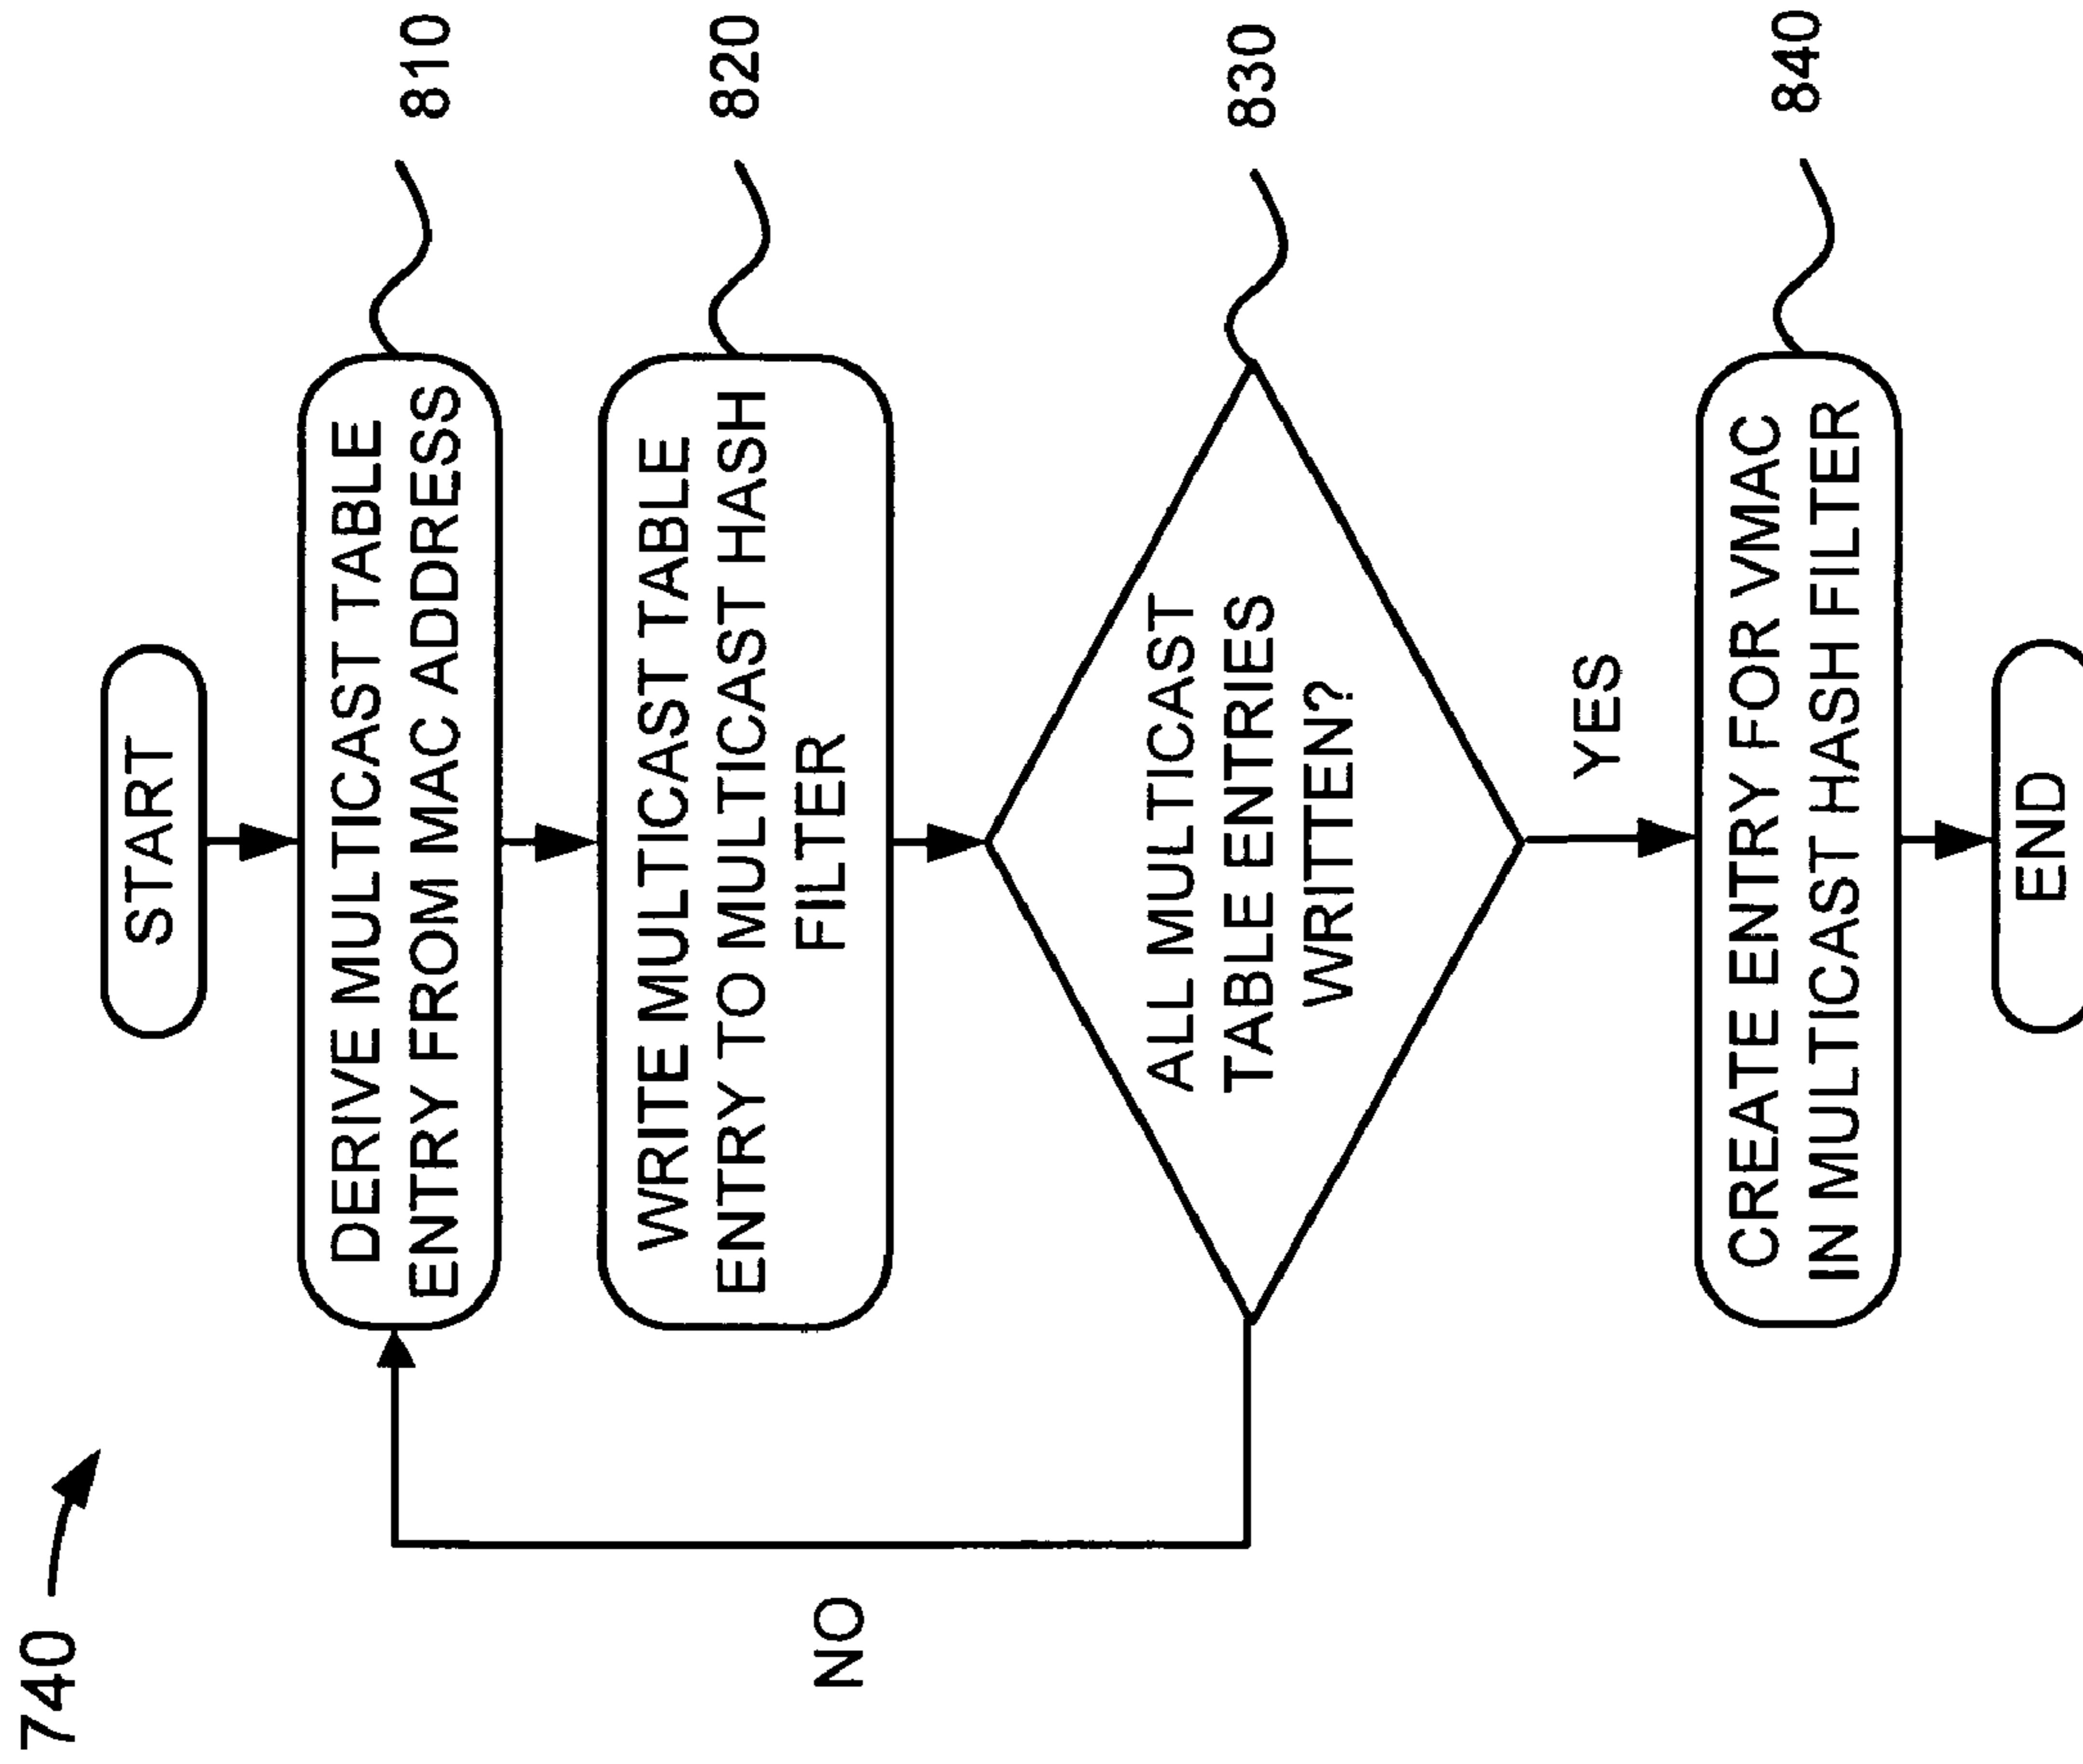 740
START
DERIVE MULTICAST TABLE
ENTRY FROM MAC ADDRESS
810
WRITE MULTICAST TABLE
ENTRY TO MULTICAST HASH
FILTER
820
NO
ALL MULTICAST
TABLE ENTRIES
WRITTEN?
830
YES
CREATE ENTRY FOR VMAC
IN MULTICAST HASH FILTER
840
END